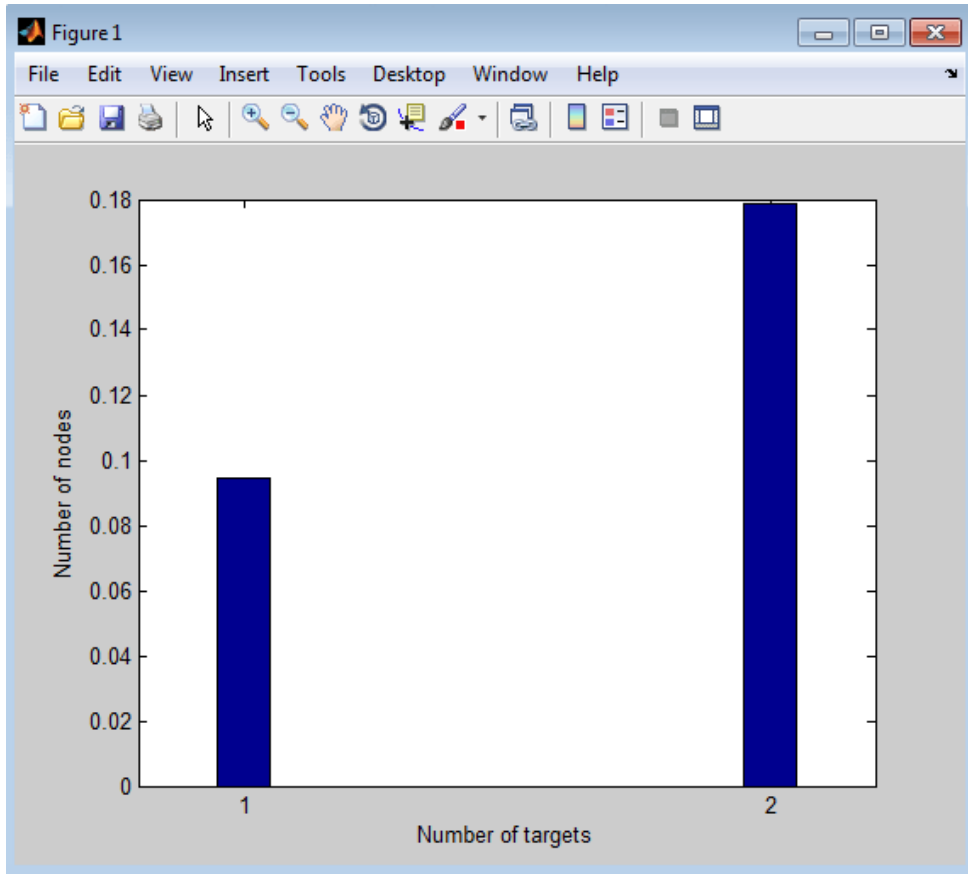 Figure 1
File Edit View Insert Tools Desktop Window Help
0.18
0.16
0.14
0.12
0.1
0.08
0.06
0.04
0.02
0
Number of nodes
1 2
Number of targets